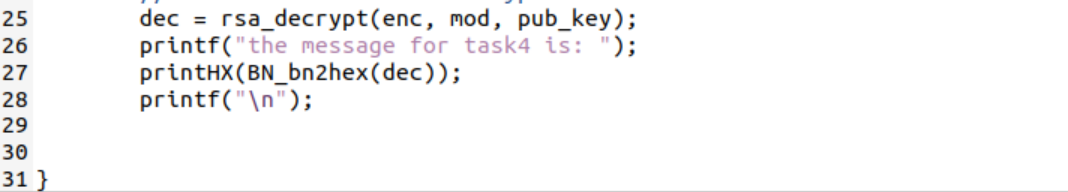 25 dec = rsa_decrypt(enc, mod, pub_key);
26 printf("the message for task4 is: ");
27 printHX(BN_bn2hex(dec));
28 printf("\n");
29
30
31 }